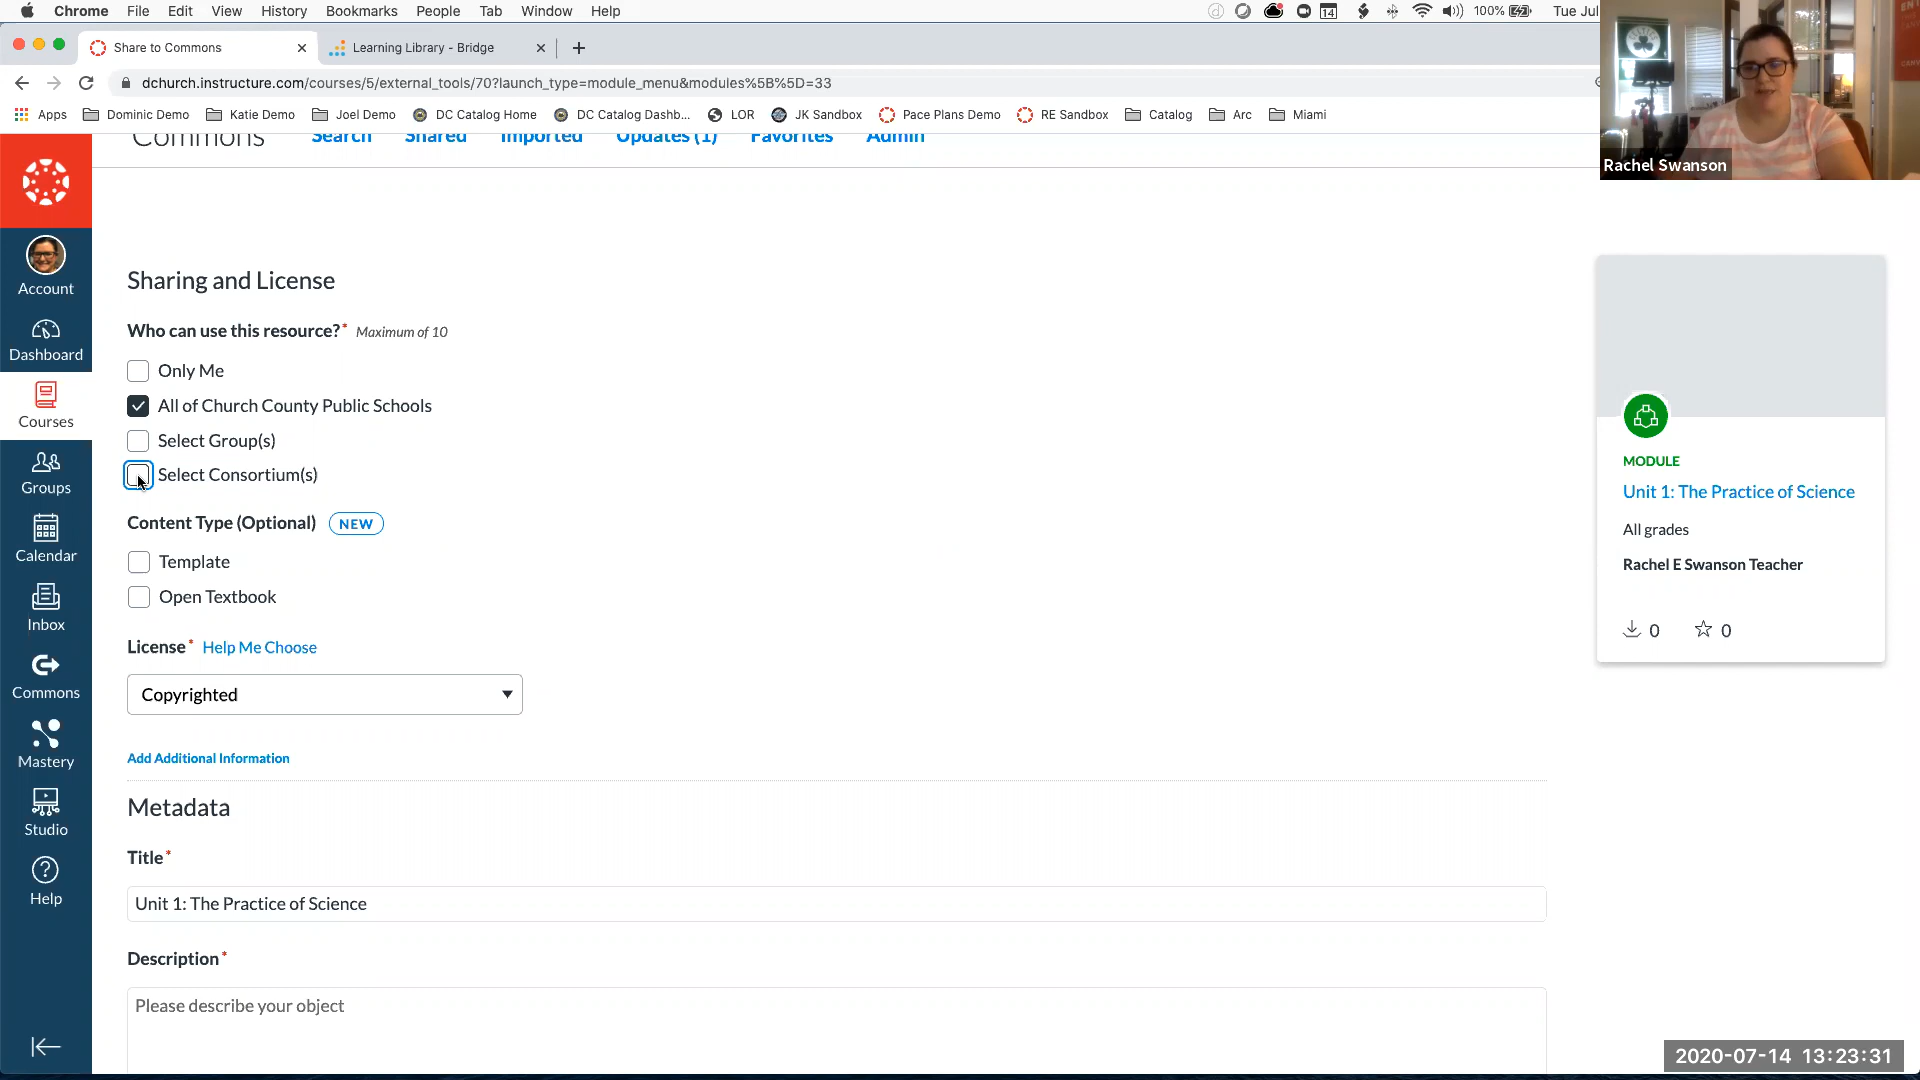 Chrome File Edit View History Bookmarks People Tab Window Help
14 100% Tue Jul
Share to Commons
Learning Library - Bridge
dchurch.instructure.com/courses/5/external_tools/70?launch_type=module_menu&modules%5B%5D=33
Apps Dominic Demo Katie Demo Joel Demo DC Catalog Home DC Catalog Dashb... LOR JK Sandbox Pace Plans Demo RE Sandbox Catalog Arc Miami
Rachel Swanson
Commons Search Shared Imported Updates (1) Favorites Admin
Account
Dashboard
Courses
Groups
Calendar
Inbox
Commons
Mastery
Studio
Help
Sharing and License
Who can use this resource?* Maximum of 10
Only Me
All of Church County Public Schools
Select Group(s)
Select Consortium(s)
Content Type (Optional) NEW
Template
Open Textbook
License* Help Me Choose
Copyrighted
Add Additional Information
Metadata
Title*
Unit 1: The Practice of Science
Description*
Please describe your object
MODULE
Unit 1: The Practice of Science
All grades
Rachel E Swanson Teacher
0 0
2020-07-14 13:23:31